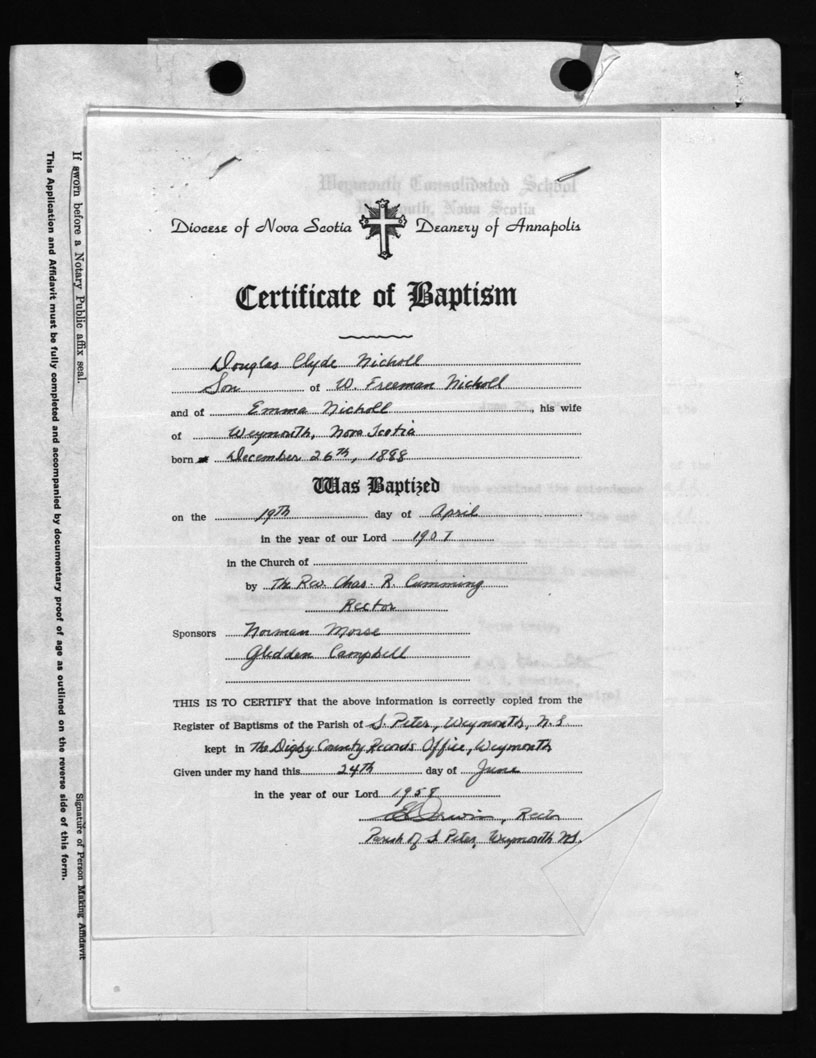 Weymouth Consolidated School
Weymouth, Nova Scotia
Diocese of Nova Scotia Deanery of Annapolis
Certificate of Baptism
Douglas Clyde Nicholl
Son of W. Freeman Nicholl
and of Emma Nicholl, his wife
of Weymouth, Nova Scotia
born December 26th, 1888
Was Baptized
on the 19th day of April
in the year of our Lord 1907
in the Church of
by The Rev. Chas. R. Cumming
Rector
Sponsors Norman Morse
Glidden Campbell
THIS IS TO CERTIFY that the above information is correctly copied from the
Register of Baptisms of the Parish of S. Peter, Weymouth, N.S.
kept in The Digby County Records Office, Weymouth
Given under my hand this 24th day of June
in the year of our Lord 1958
Rector
Parish of S Peter, Weymouth N.S.
If sworn before a Notary Public affix seal.
Signature of Person Making Affidavit
This Application and Affidavit must be fully completed and accompanied by documentary proof of age as outlined on the reverse side of this form.